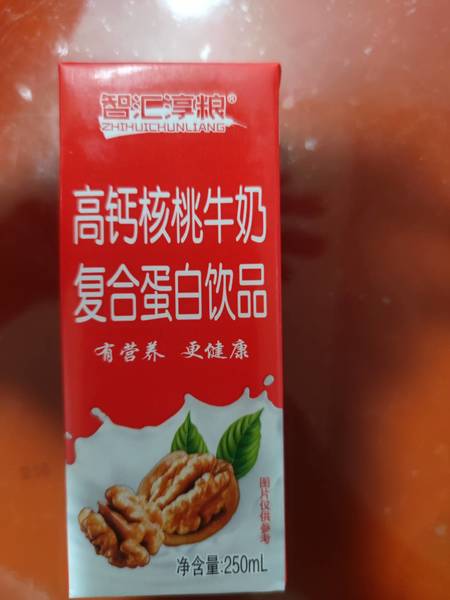 智汇淳粮®
ZHIHUICHUNLIANG
高钙核桃牛奶
复合蛋白饮品
有营养 更健康
图片仅供参考
净含量:250mL